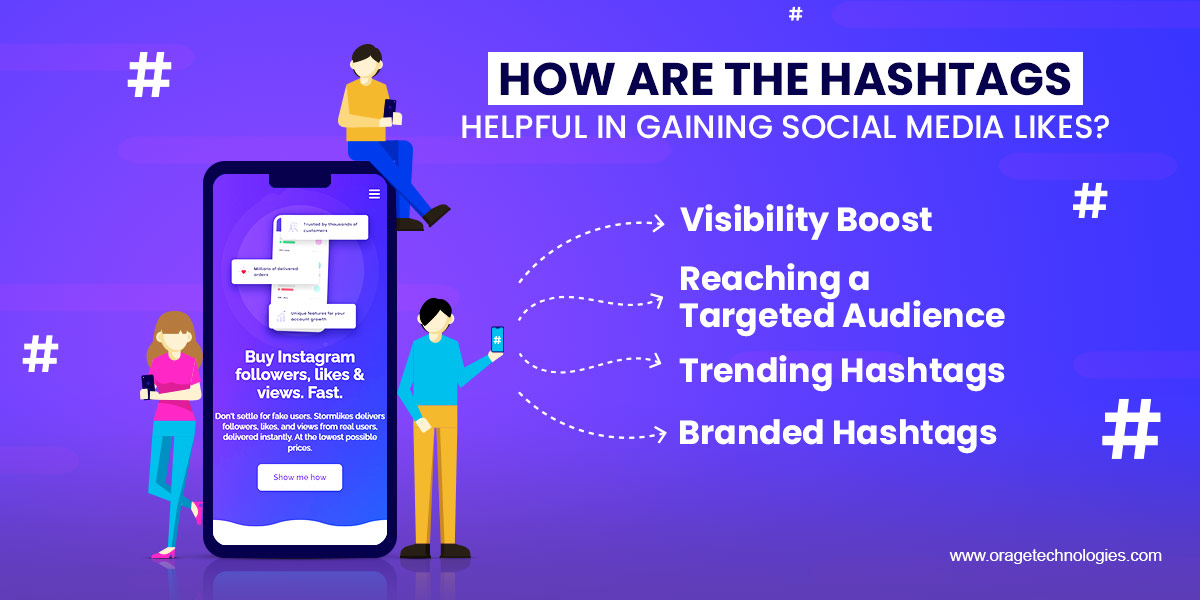 #
#
HOW ARE THE HASHTAGS
HELPFUL IN GAINING SOCIAL MEDIA LIKES?
#
Visibility Boost
Reaching a
Targeted Audience
Trending Hashtags
Branded Hashtags
#
#
#
Trusted by thousands of
customers
Millions of delivered
orders
Unique features for your
account growth
Buy Instagram
followers, likes &
views. Fast.
Don't settle for fake users. Stormlikes delivers
followers, likes, and views from real users,
delivered instantly. At the lowest possible
prices.
Show me how
www.oragetechnologies.com